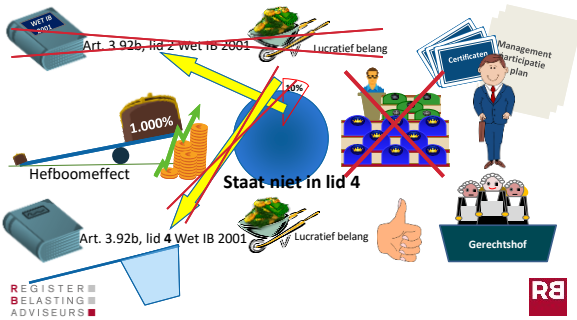 WET IB
2001
Art. 3.92b, lid 2 Wet IB 2001
Lucratief belang
Certificaten
Management
Participatie
plan
10%
1.000%
Hefboomeffect
Staat niet in lid 4
Art. 3.92b, lid 4 Wet IB 2001
Lucratief belang
Gerechtshof
REGISTER
BELASTING
ADVISEURS
RB